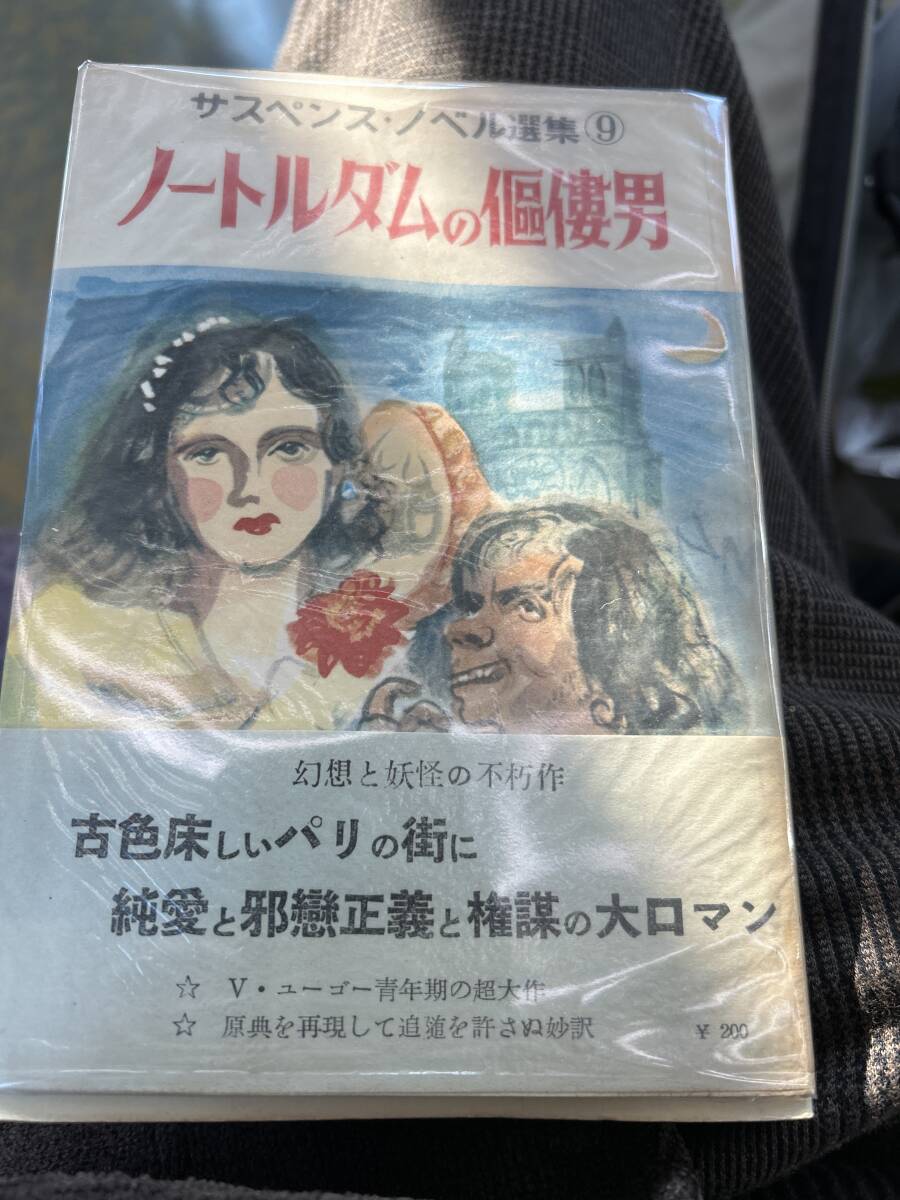 サスペンス・ノベル選集⑨
ノートルダムの傴僂男
幻想と妖怪の不朽作
古色床しいパリの街に
純愛と邪戀正義と権謀の大ロマン
☆ V・ユーゴー青年期の超大作
☆ 原典を再現して追蓰を許さぬ妙訳
¥ 200